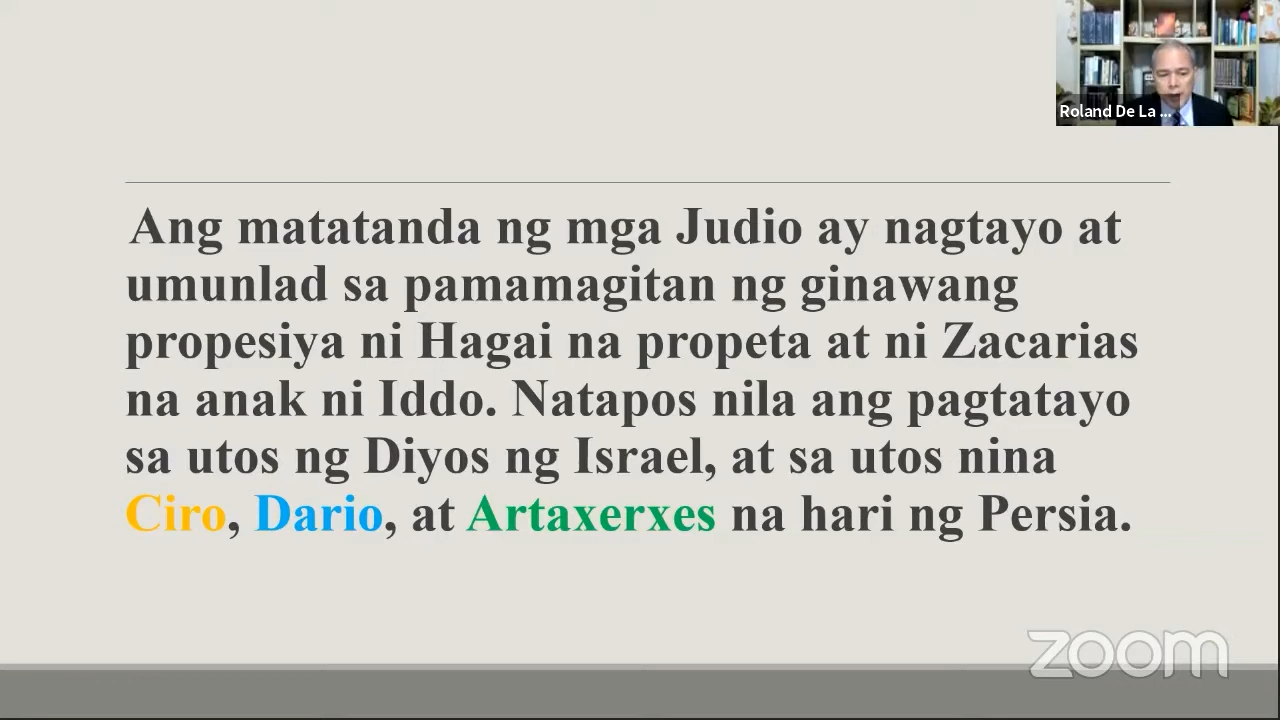 Roland De La ...
Ang matatanda ng mga Judio ay nagtayo at
umunlad sa pamamagitan ng ginawang
propesiya ni Hagai na propeta at ni Zacarias
na anak ni Iddo. Natapos nila ang pagtatayo
sa utos ng Diyos ng Israel, at sa utos nina
Ciro, Dario, at Artaxerxes na hari ng Persia.
zoom